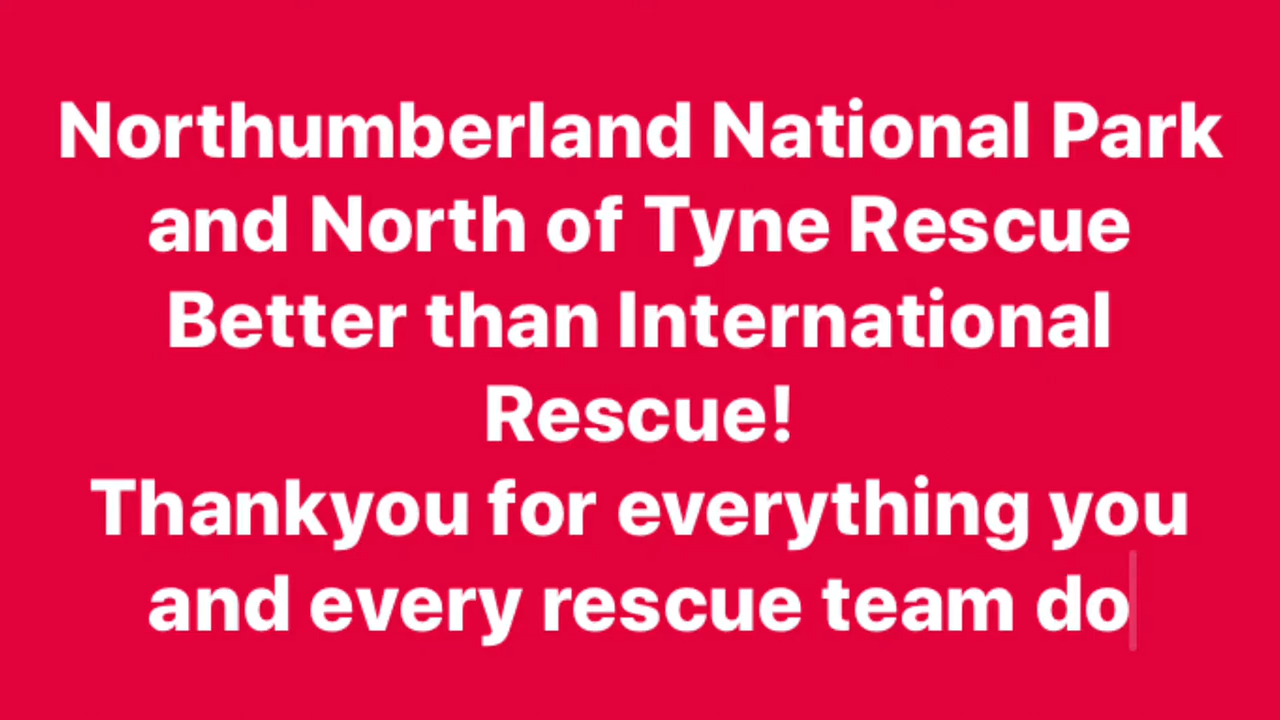 Northumberland National Park
and North of Tyne Rescue
Better than International
Rescue!
Thankyou for everything you
and every rescue team do